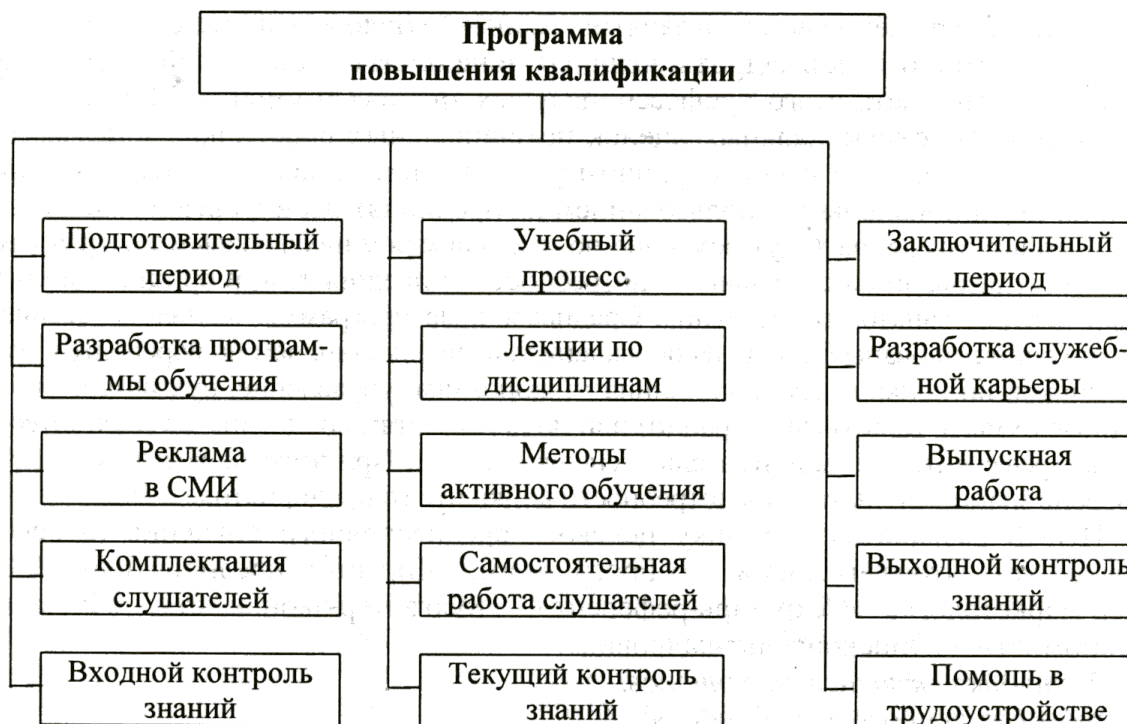 Программа
повышения квалификации
Подготовительный
период
Разработка програм-
мы обучения
Реклама
в СМИ
Комплектация
слушателей
Входной контроль
знаний
Учебный
процесс
Лекции по
дисциплинам
Методы
активного обучения
Самостоятельная
работа слушателей
Текущий контроль
знаний
Заключительный
период
Разработка служеб-
ной карьеры
Выпускная
работа
Выходной контроль
знаний
Помощь в
трудоустройстве